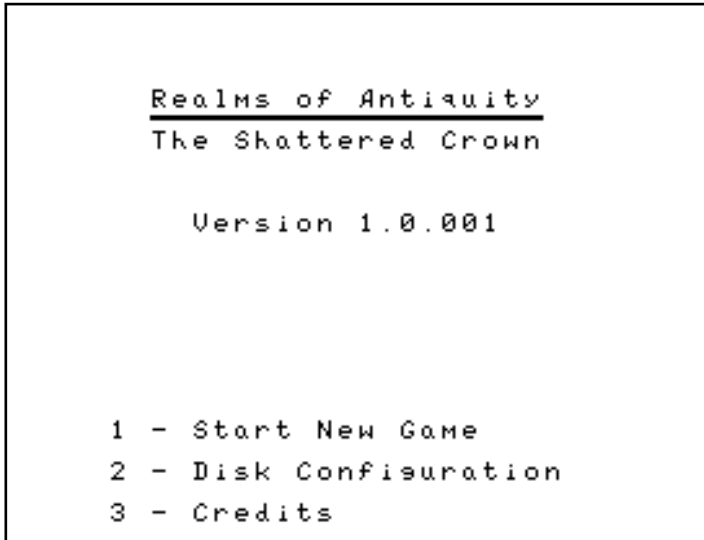 Realms of Antiquity
The Shattered Crown
Version 1.0.001
1 - Start New Game
2 - Disk Configuration
3 - Credits